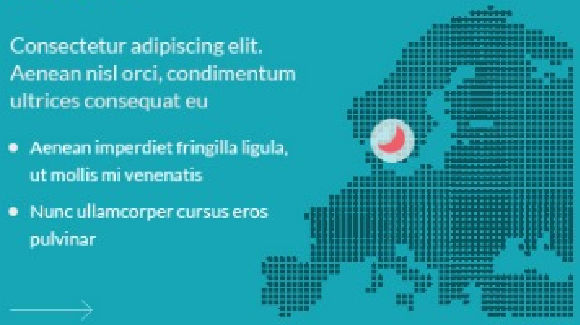 Consectetur adipiscing elit.
Aenean nisl orci, condimentum
ultrices consequat eu
Aenean imperdiet fringilla ligula,
ut mollis mi venenatis
Nunc ullamcorper cursus eros
pulvinar